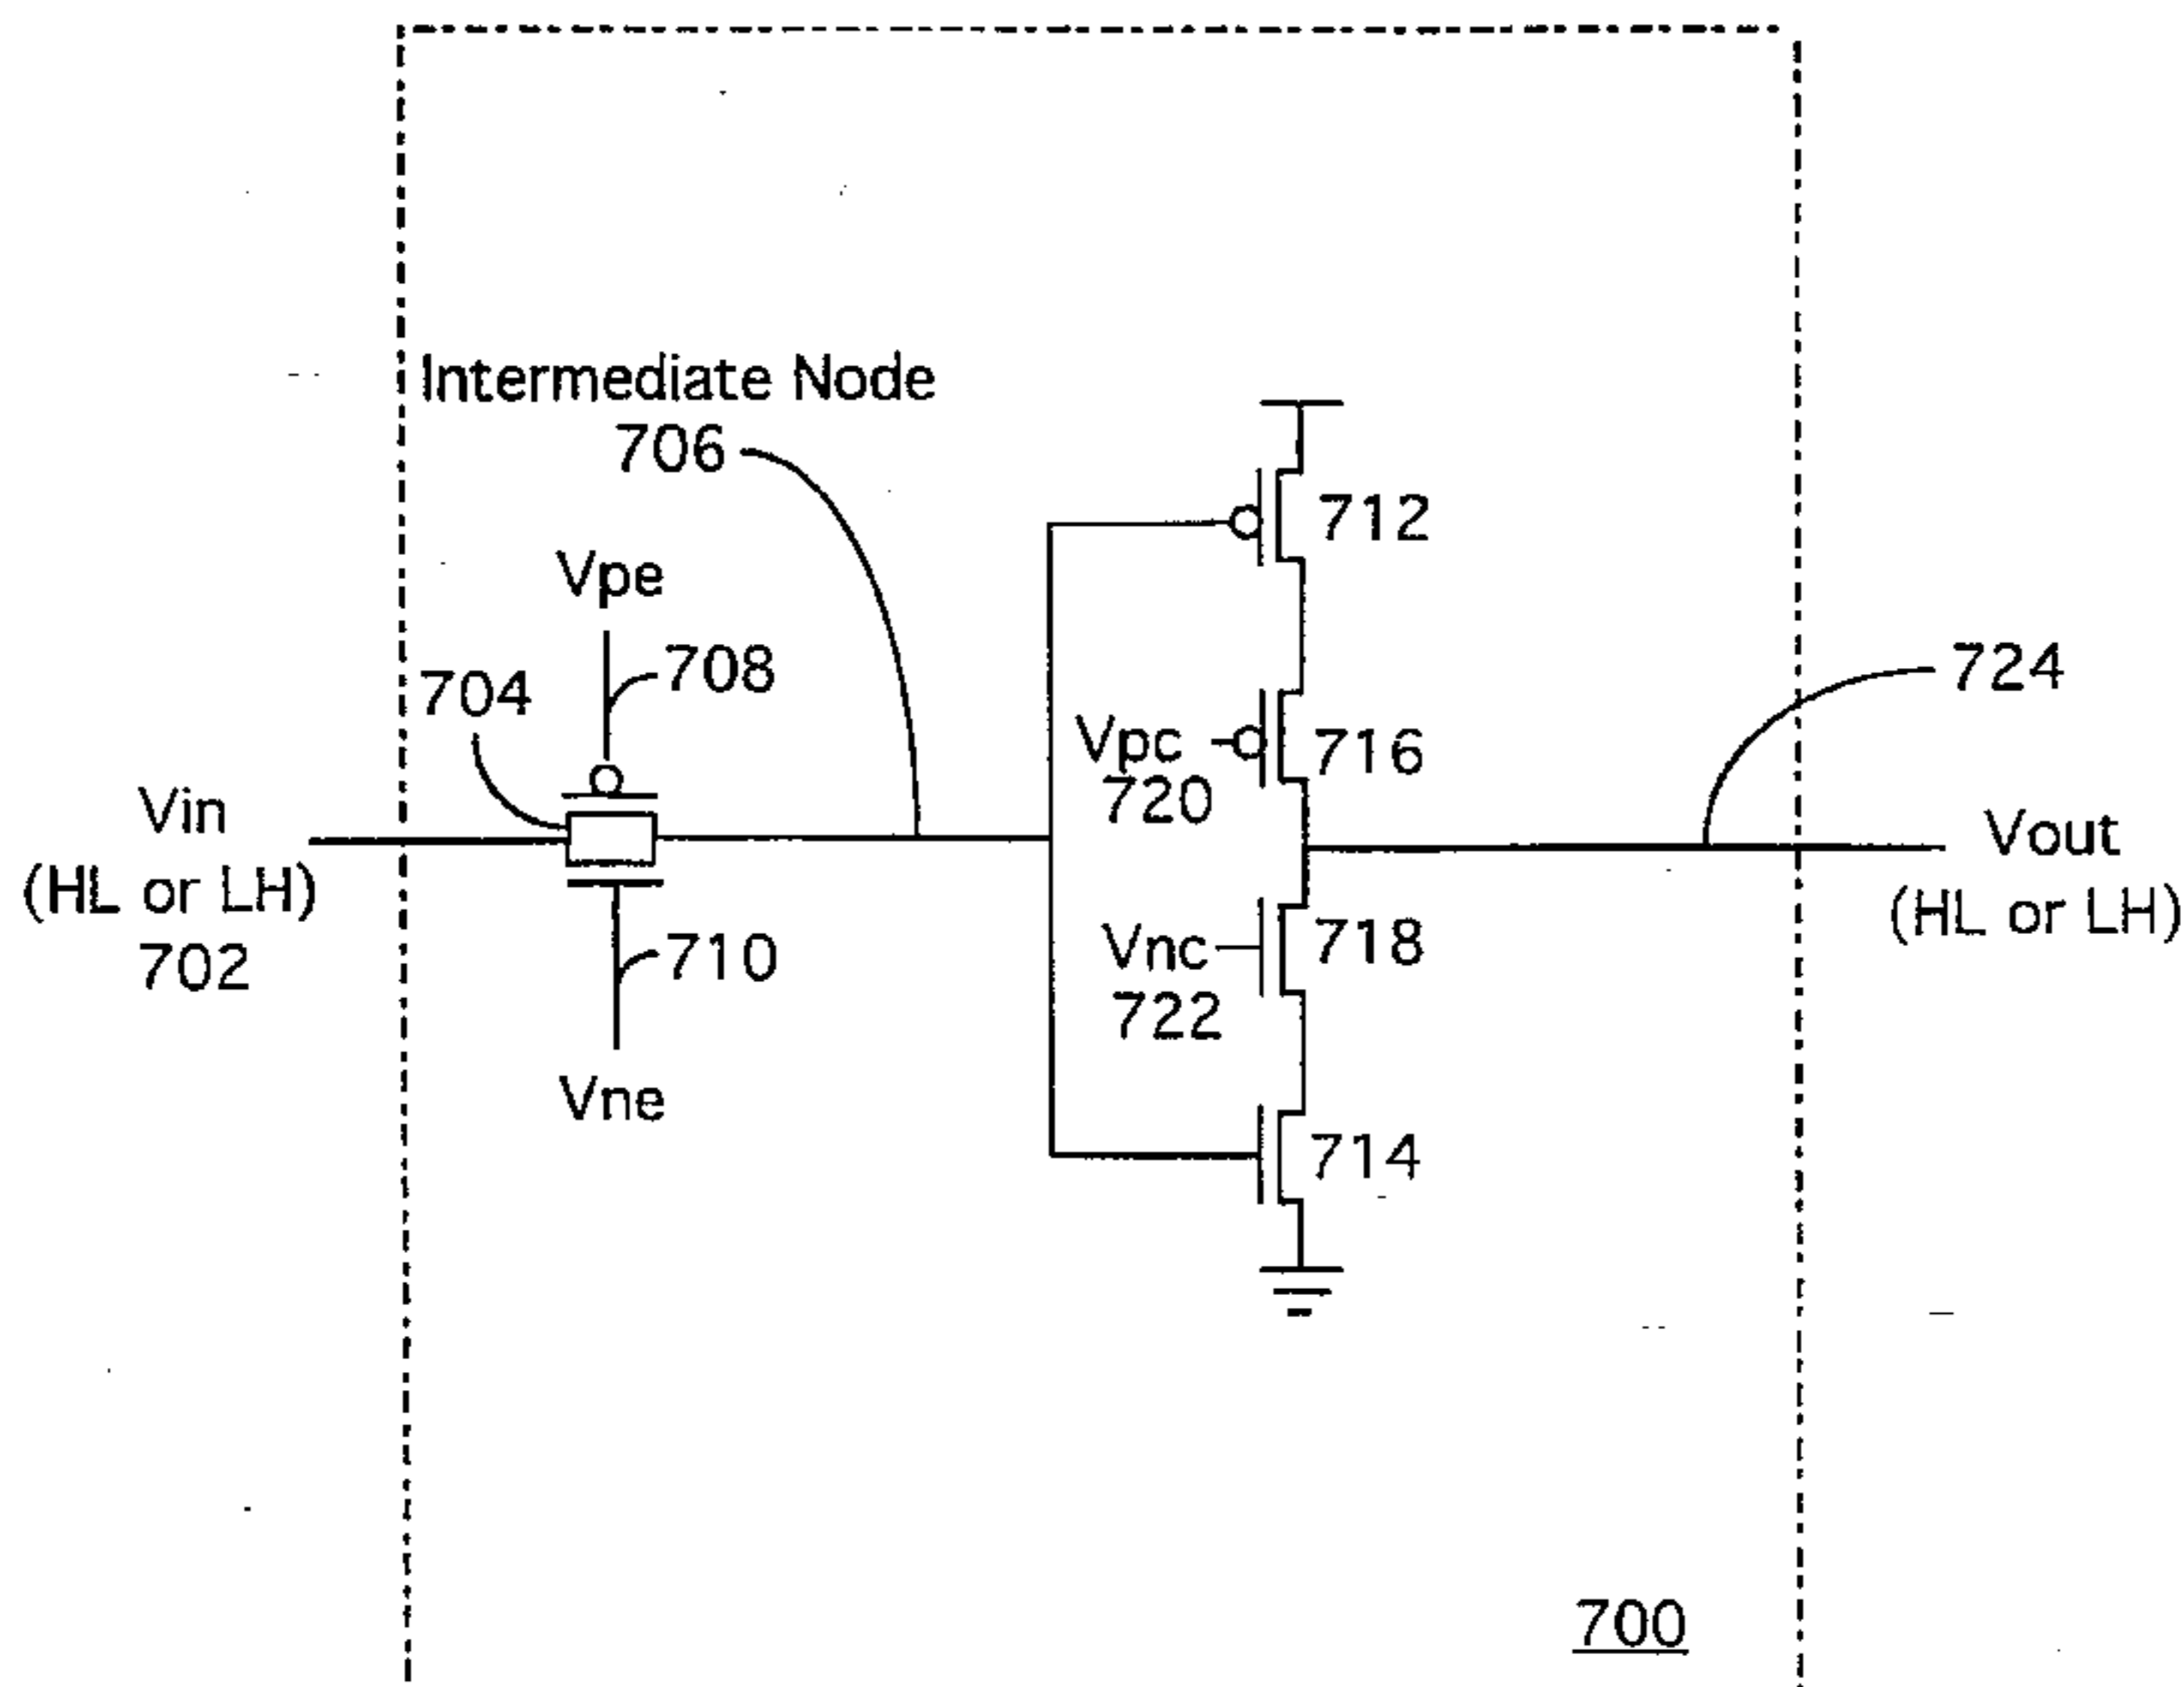 Intermediate Node
706
712
Vpe
708
704
724
Vpc
716
720
Vin
(HL or LH)
702
Vout
(HL or LH)
710
Vnc
718
722
Vne
714
700